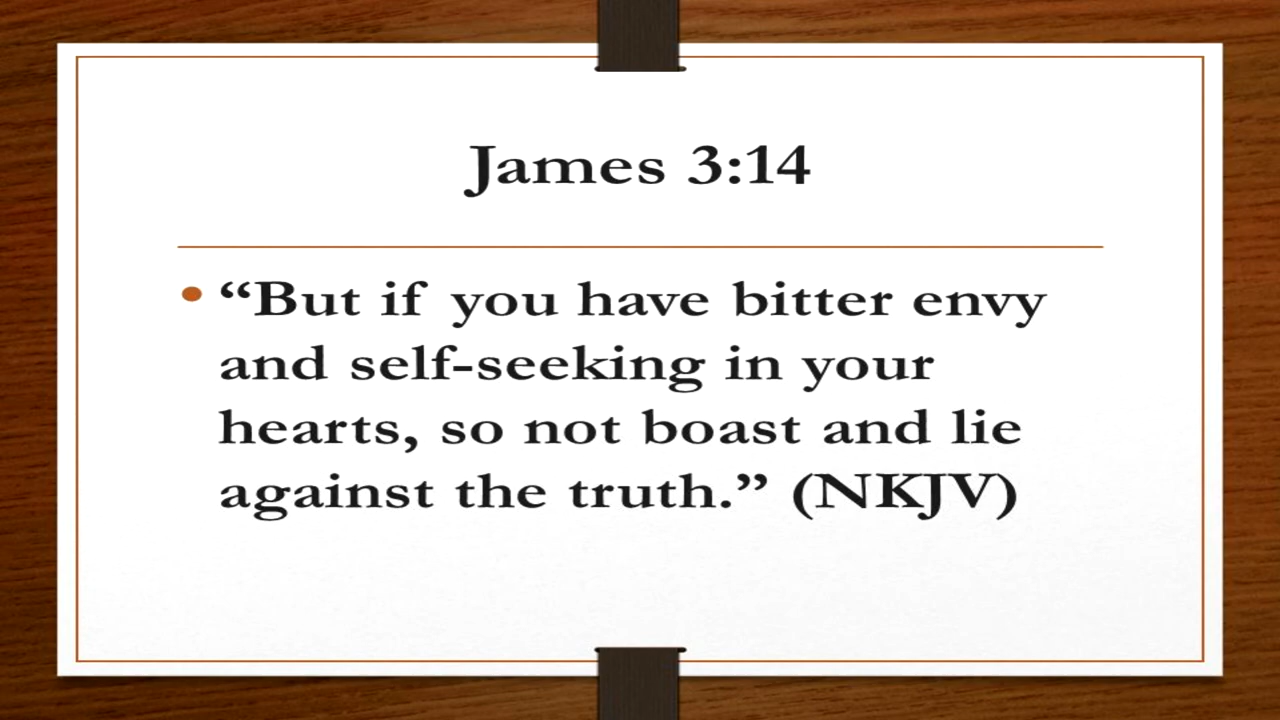 James 3:14
• “But if you have bitter envy
and self-seeking in your
hearts, so not boast and lie
against the truth.” (NKJV)